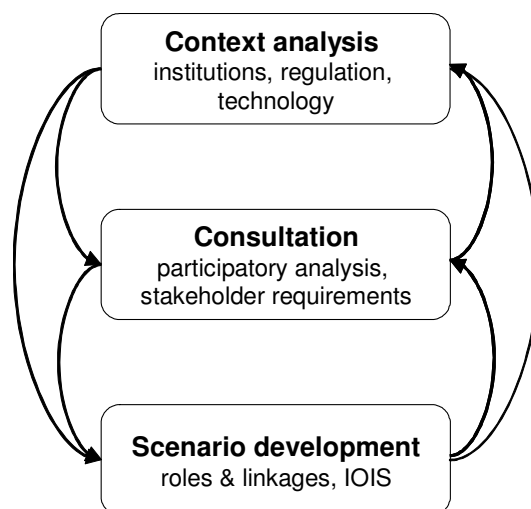 Context analysis
institutions, regulation,
technology
Consultation
participatory analysis,
stakeholder requirements
Scenario development
roles & linkages, IOIS